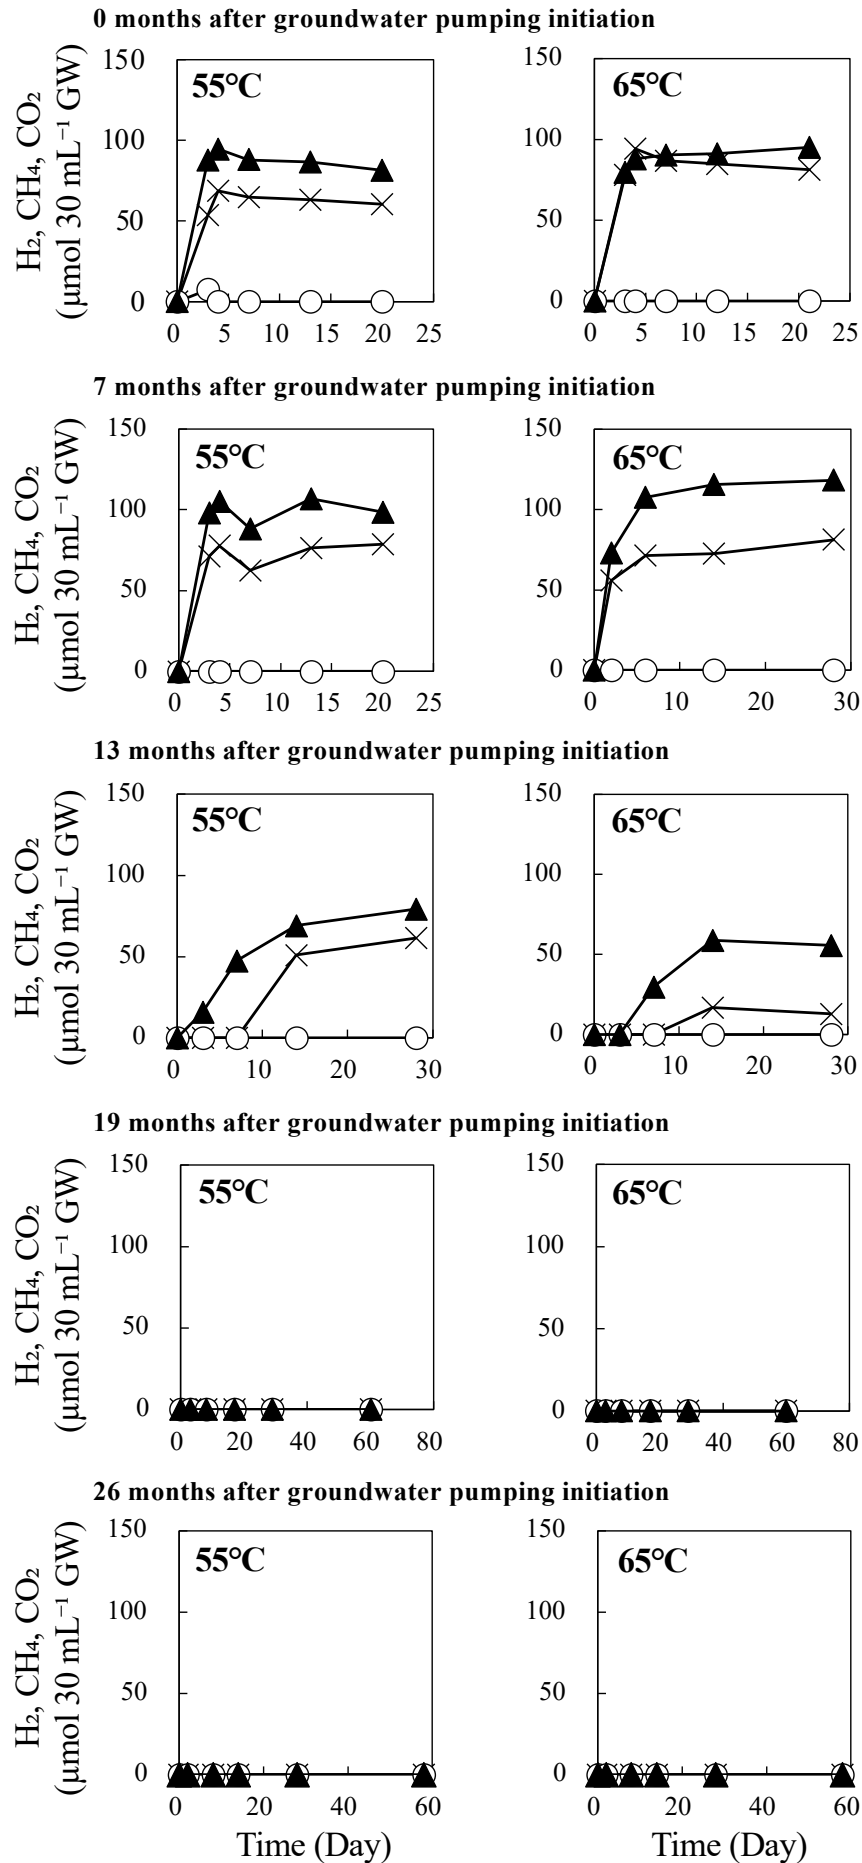 0 months after groundwater pumping initiation
H₂, CH₄, CO₂
(μmol 30 mL⁻¹ GW)
150
100
50
0
55°C
0 5 10 15 20 25
150
100
50
0
65°C
0 5 10 15 20 25
7 months after groundwater pumping initiation
H₂, CH₄, CO₂
(μmol 30 mL⁻¹ GW)
150
100
50
0
55°C
0 5 10 15 20 25
150
100
50
0
65°C
0 10 20 30
13 months after groundwater pumping initiation
H₂, CH₄, CO₂
(μmol 30 mL⁻¹ GW)
150
100
50
0
55°C
0 10 20 30
150
100
50
0
65°C
0 10 20 30
19 months after groundwater pumping initiation
H₂, CH₄, CO₂
(μmol 30 mL⁻¹ GW)
150
100
50
0
55°C
0 20 40 60 80
150
100
50
0
65°C
0 20 40 60 80
26 months after groundwater pumping initiation
H₂, CH₄, CO₂
(μmol 30 mL⁻¹ GW)
150
100
50
0
55°C
0 20 40 60
Time (Day)
150
100
50
0
65°C
0 20 40 60
Time (Day)